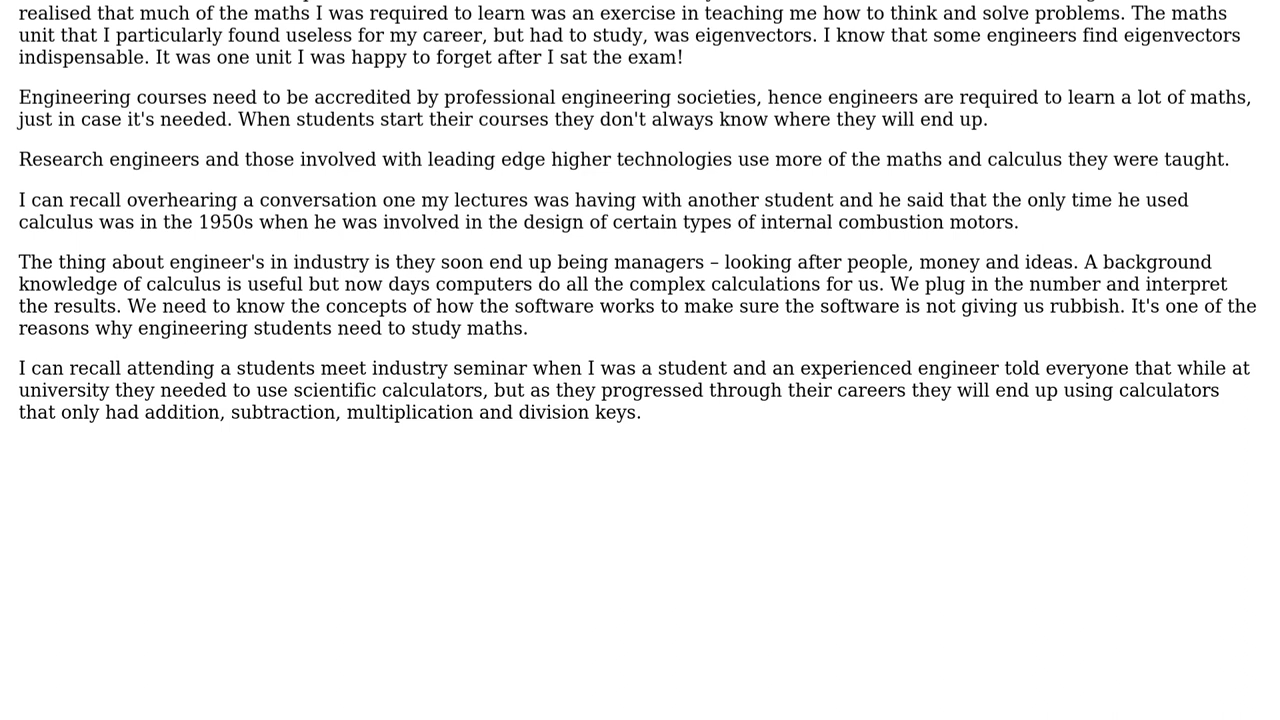 realised that much of the maths I was required to learn was an exercise in teaching me how to think and solve problems. The maths
unit that I particularly found useless for my career, but had to study, was eigenvectors. I know that some engineers find eigenvectors
indispensable. It was one unit I was happy to forget after I sat the exam!
Engineering courses need to be accredited by professional engineering societies, hence engineers are required to learn a lot of maths,
just in case it's needed. When students start their courses they don't always know where they will end up.
Research engineers and those involved with leading edge higher technologies use more of the maths and calculus they were taught.
I can recall overhearing a conversation one my lectures was having with another student and he said that the only time he used
calculus was in the 1950s when he was involved in the design of certain types of internal combustion motors.
The thing about engineer's in industry is they soon end up being managers – looking after people, money and ideas. A background
knowledge of calculus is useful but now days computers do all the complex calculations for us. We plug in the number and interpret
the results. We need to know the concepts of how the software works to make sure the software is not giving us rubbish. It's one of the
reasons why engineering students need to study maths.
I can recall attending a students meet industry seminar when I was a student and an experienced engineer told everyone that while at
university they needed to use scientific calculators, but as they progressed through their careers they will end up using calculators
that only had addition, subtraction, multiplication and division keys.